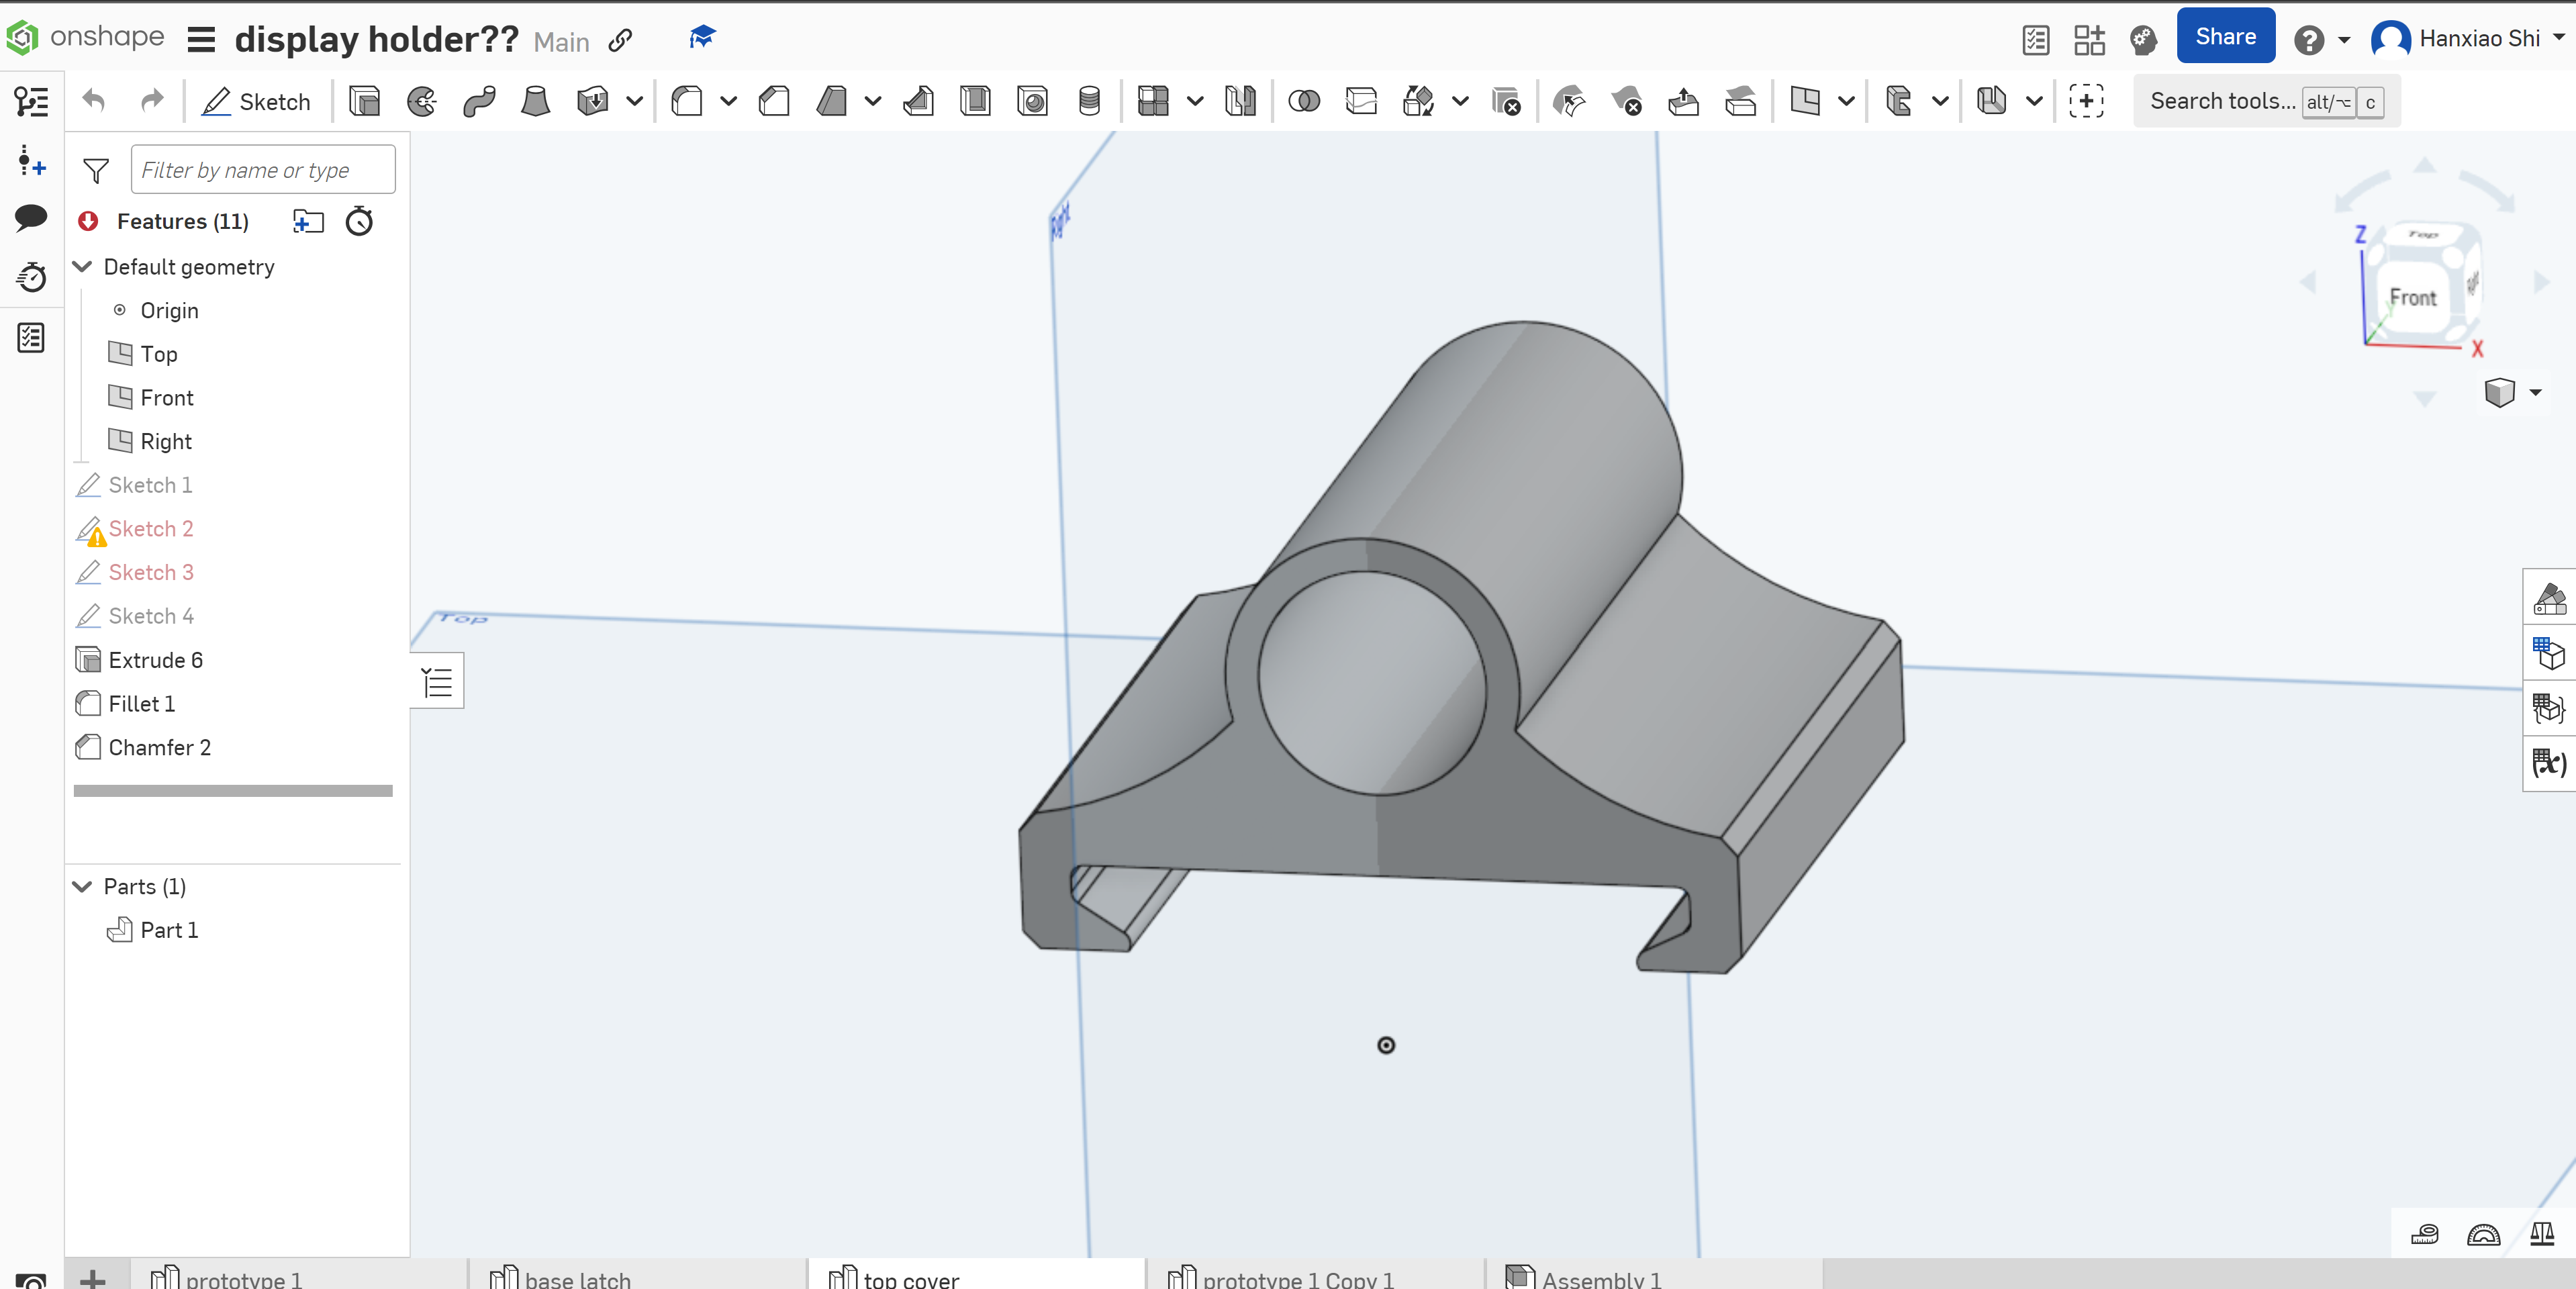 onshape display holder?? Main Share Hanxiao Shi
Sketch Search tools... alt/⌥ c
Filter by name or type
Features (11)
Default geometry
Origin
Top
Front
Right
Sketch 1
Sketch 2
Sketch 3
Sketch 4
Extrude 6
Fillet 1
Chamfer 2
Parts (1)
Part 1
Right
Top
Z
Top
Front
Right
Y
X
prototype 1 base latch top cover prototype 1 Copy 1 Assembly 1